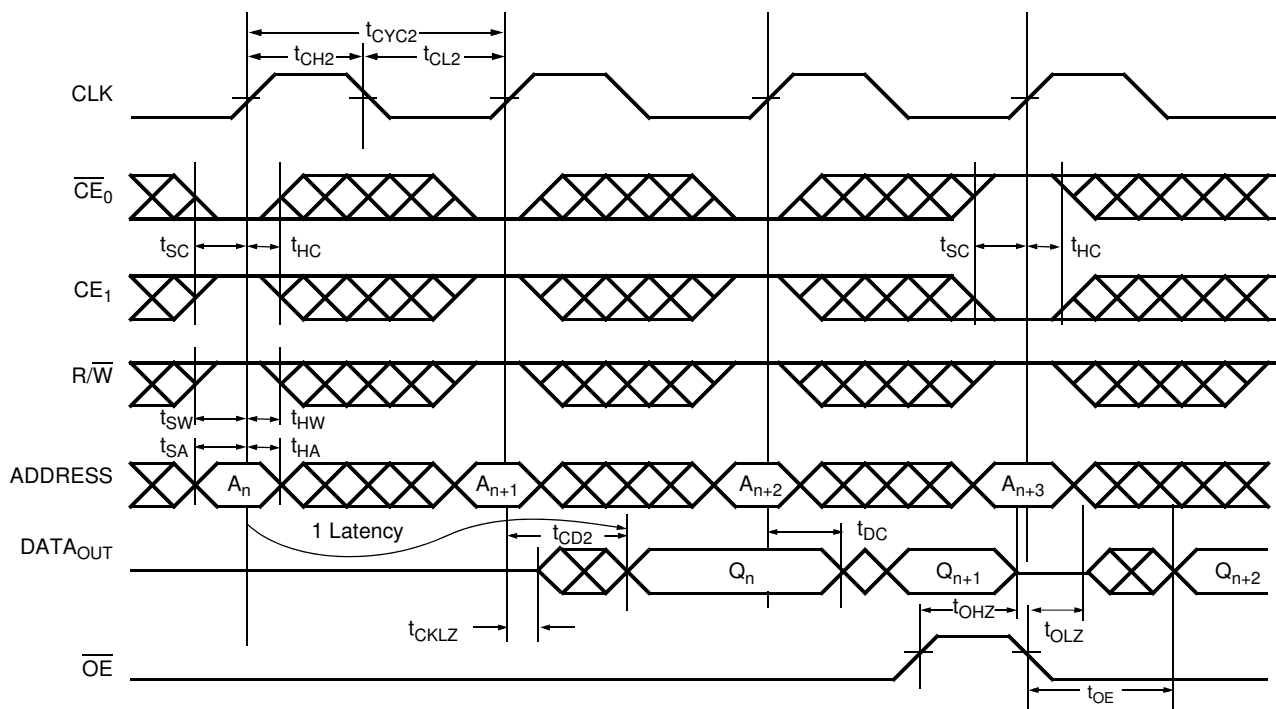 tCYC2
tCH2 tCL2
CLK
CE0
tSC tHC tSC tHC
CE1
R/W
tSW tHW
tSA tHA
ADDRESS An An+1 An+2 An+3
1 Latency tCD2 tDC
DATAOUT Qn Qn+1 Qn+2
tOHZ
tCKLZ tOLZ
OE
tOE